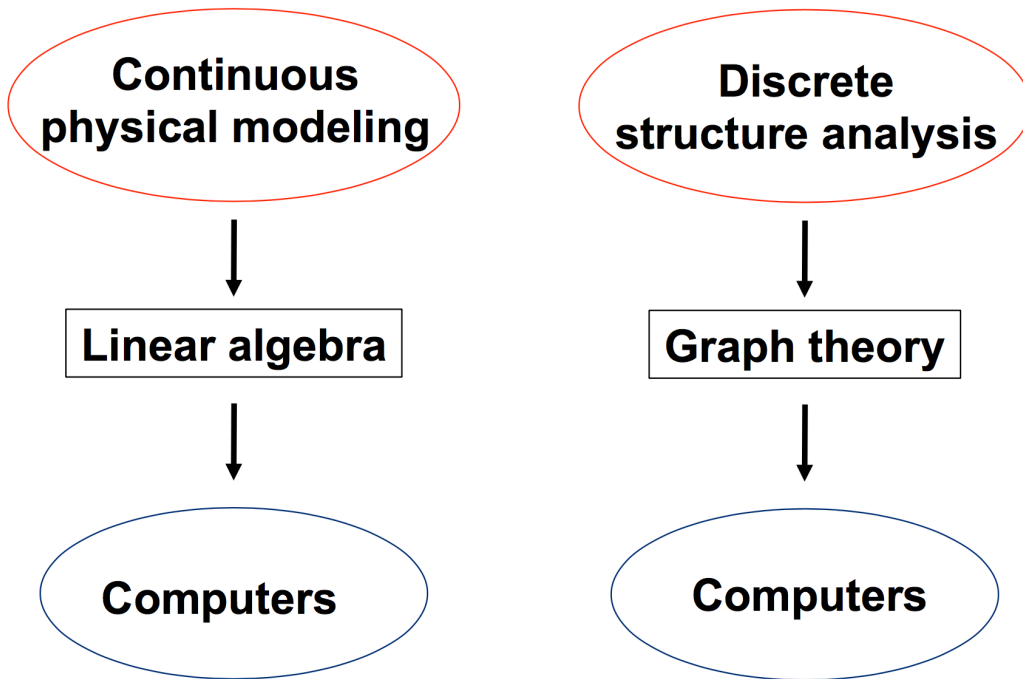 Continuous
physical modeling
Linear algebra
Computers
Discrete
structure analysis
Graph theory
Computers